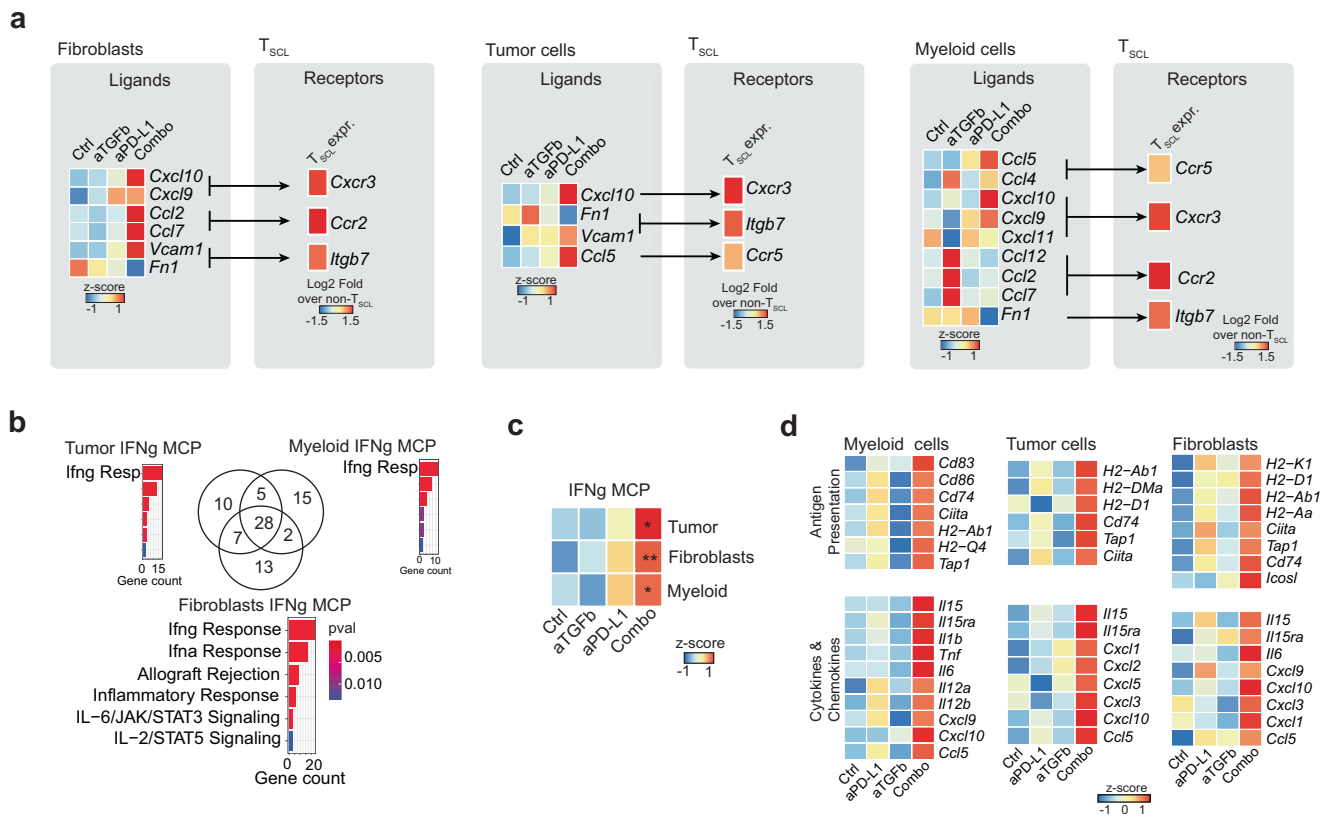 a
Fibroblasts
T_SCL
Ligands
Receptors
Ctrl
aTGFb
aPD-L1
Combo
T_SCL expr.
Cxcl10
Cxcl9
Ccl2
Ccl7
Vcam1
Fn1
Cxcr3
Ccr2
Itgb7
z-score
-1 1
Log2 Fold
over non-T_SCL
-1.5 1.5
Tumor cells
T_SCL
Ligands
Receptors
Ctrl
aTGFb
aPD-L1
Combo
T_SCL expr.
Cxcl10
Fn1
Vcam1
Ccl5
Cxcr3
Itgb7
Ccr5
z-score
-1 1
Log2 Fold
over non-T_SCL
-1.5 1.5
Myeloid cells
T_SCL
Ligands
Receptors
Ctrl
aTGFb
aPD-L1
Combo
T_SCL expr.
Ccl5
Ccl4
Cxcl10
Cxcl9
Cxcl11
Ccl12
Ccl2
Ccl7
Fn1
Ccr5
Cxcr3
Ccr2
Itgb7
z-score
-1 1
Log2 Fold
over non-T_SCL
-1.5 1.5
b
Tumor IFNg MCP
Ifng Resp
0 15
Gene count
Myeloid IFNg MCP
Ifng Resp
0 10
Gene count
10
5
15
28
7
2
13
Fibroblasts IFNg MCP
Ifng Response
Ifna Response
Allograft Rejection
Inflammatory Response
IL-6/JAK/STAT3 Signaling
IL-2/STAT5 Signaling
0 20
Gene count
pval
0.005
0.010
c
IFNg MCP
* Tumor
** Fibroblasts
* Myeloid
Ctrl
aTGFb
aPD-L1
Combo
z-score
-1 1
d
Myeloid cells
Tumor cells
Fibroblasts
Antigen
Presentation
Cd83
Cd86
Cd74
Ciita
H2-Ab1
H2-Q4
Tap1
H2-Ab1
H2-DMa
H2-D1
Cd74
Tap1
Ciita
H2-K1
H2-D1
H2-Ab1
H2-Aa
Ciita
Tap1
Cd74
Icosl
Cytokines &
Chemokines
Il15
Il15ra
Il1b
Tnf
Il6
Il12a
Il12b
Cxcl9
Cxcl10
Ccl5
Il15
Il15ra
Cxcl1
Cxcl2
Cxcl5
Cxcl3
Cxcl10
Ccl5
Il15
Il15ra
Il6
Cxcl9
Cxcl10
Cxcl3
Cxcl1
Ccl5
Ctrl
aPD-L1
aTGFb
Combo
Ctrl
aPD-L1
aTGFb
Combo
Ctrl
aPD-L1
aTGFb
Combo
z-score
-1 0 1